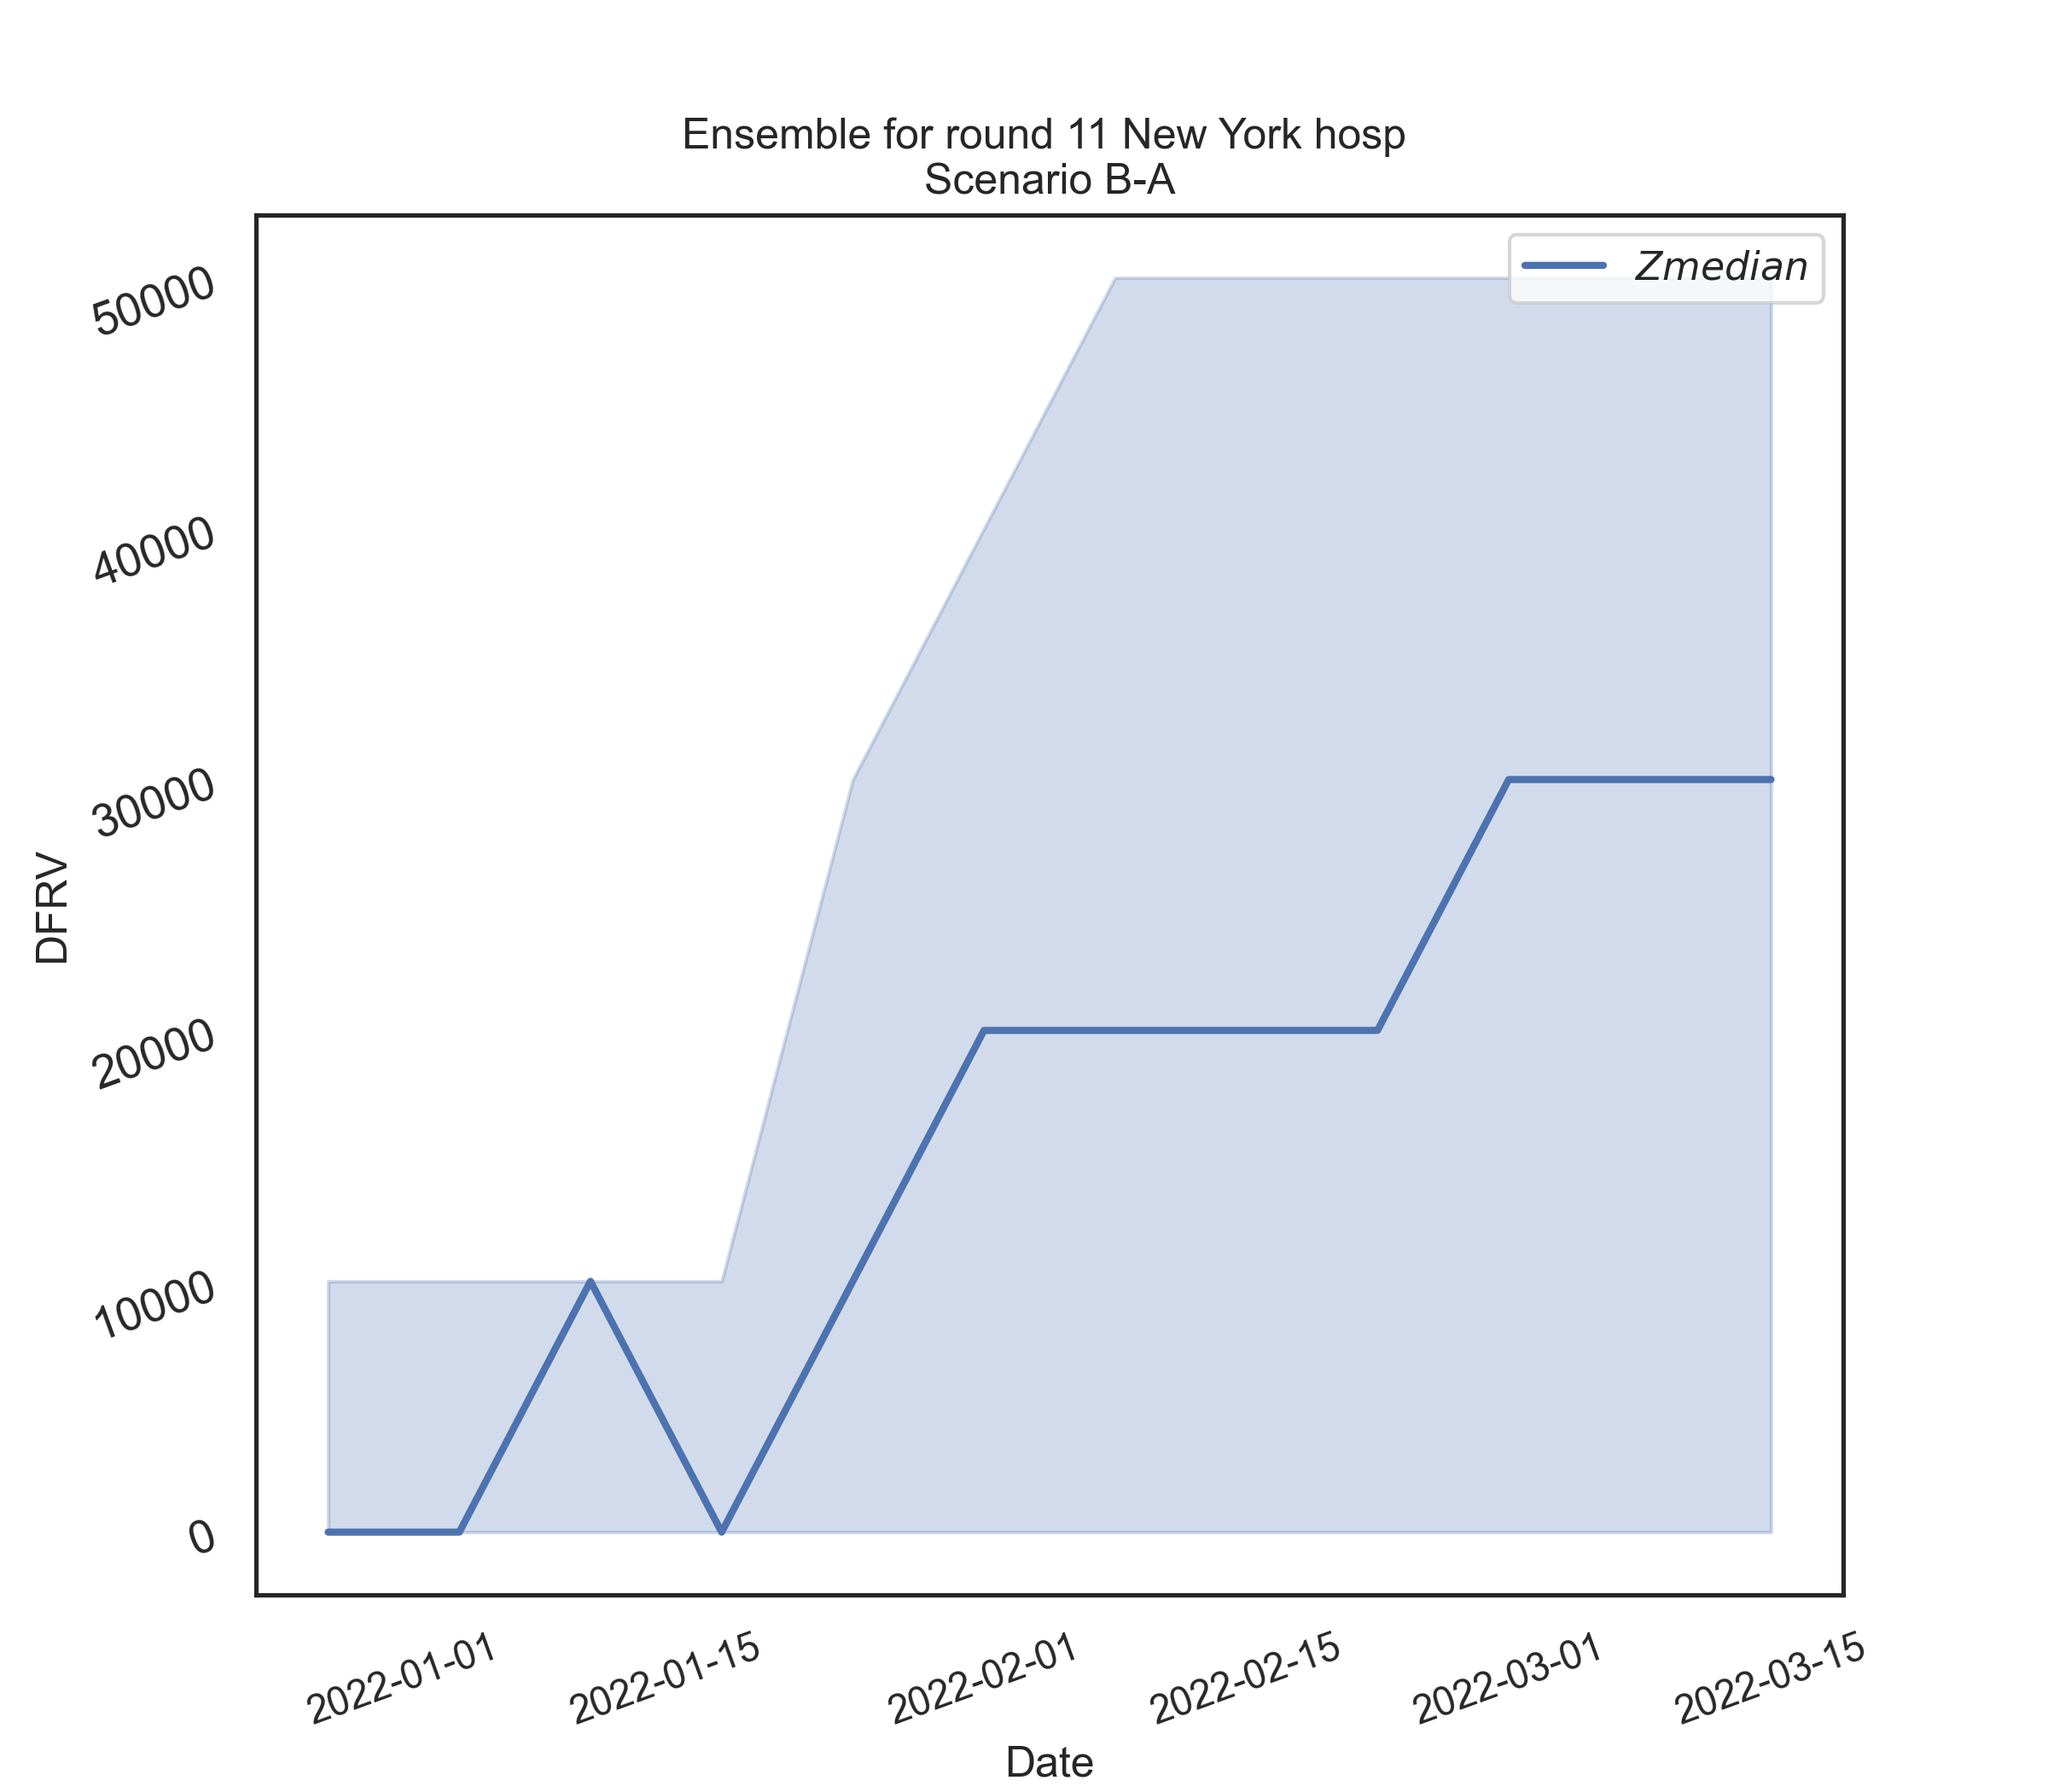 Ensemble for round 11 New York hosp
Scenario B-A
Zmedian
50000
40000
30000
20000
10000
0
DFRV
2022-01-01
2022-01-15
2022-02-01
2022-02-15
2022-03-01
2022-03-15
Date